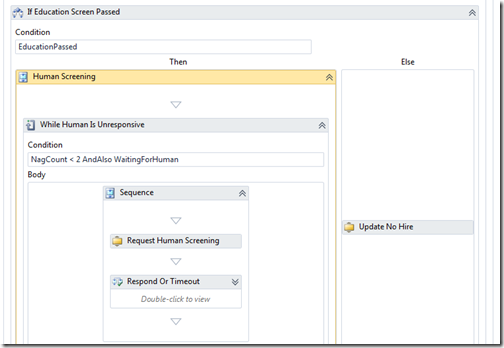 If Education Screen Passed
Condition
EducationPassed
Then
Else
Human Screening
While Human Is Unresponsive
Condition
NagCount < 2 AndAlso WaitingForHuman
Body
Sequence
Request Human Screening
Respond Or Timeout
Double-click to view
Update No Hire